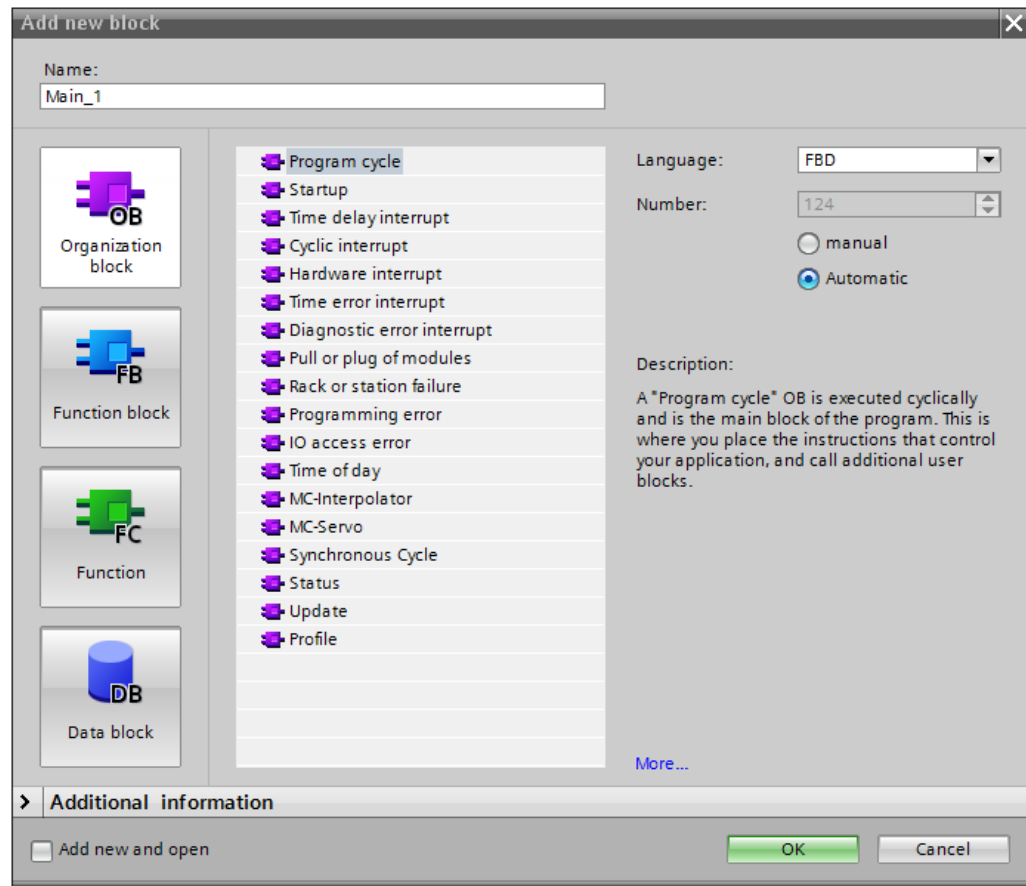 Add new block
Name:
Main_1
OB
Organization
block
FB
Function block
FC
Function
DB
Data block
Program cycle
Startup
Time delay interrupt
Cyclic interrupt
Hardware interrupt
Time error interrupt
Diagnostic error interrupt
Pull or plug of modules
Rack or station failure
Programming error
IO access error
Time of day
MC-Interpolator
MC-Servo
Synchronous Cycle
Status
Update
Profile
Language: FBD
Number: 124
manual
Automatic
Description:
A "Program cycle" OB is executed cyclically
and is the main block of the program. This is
where you place the instructions that control
your application, and call additional user
blocks.
More...
Additional information
Add new and open
OK Cancel